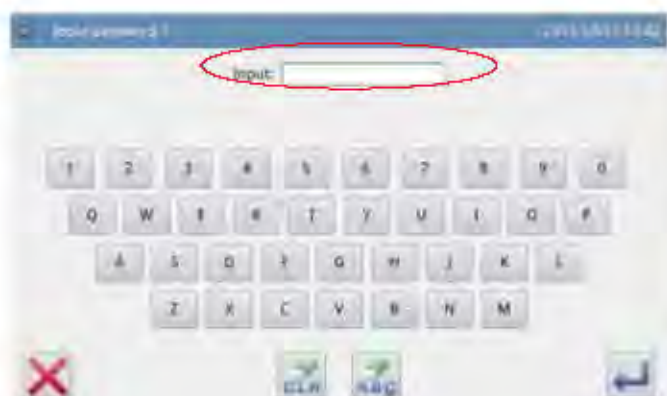 Input:
1 2 3 4 5 6 7 8 9 0
Q W E R T Y U I O P
A S D F G H J K L
Z X C V B N M
CLR ABC